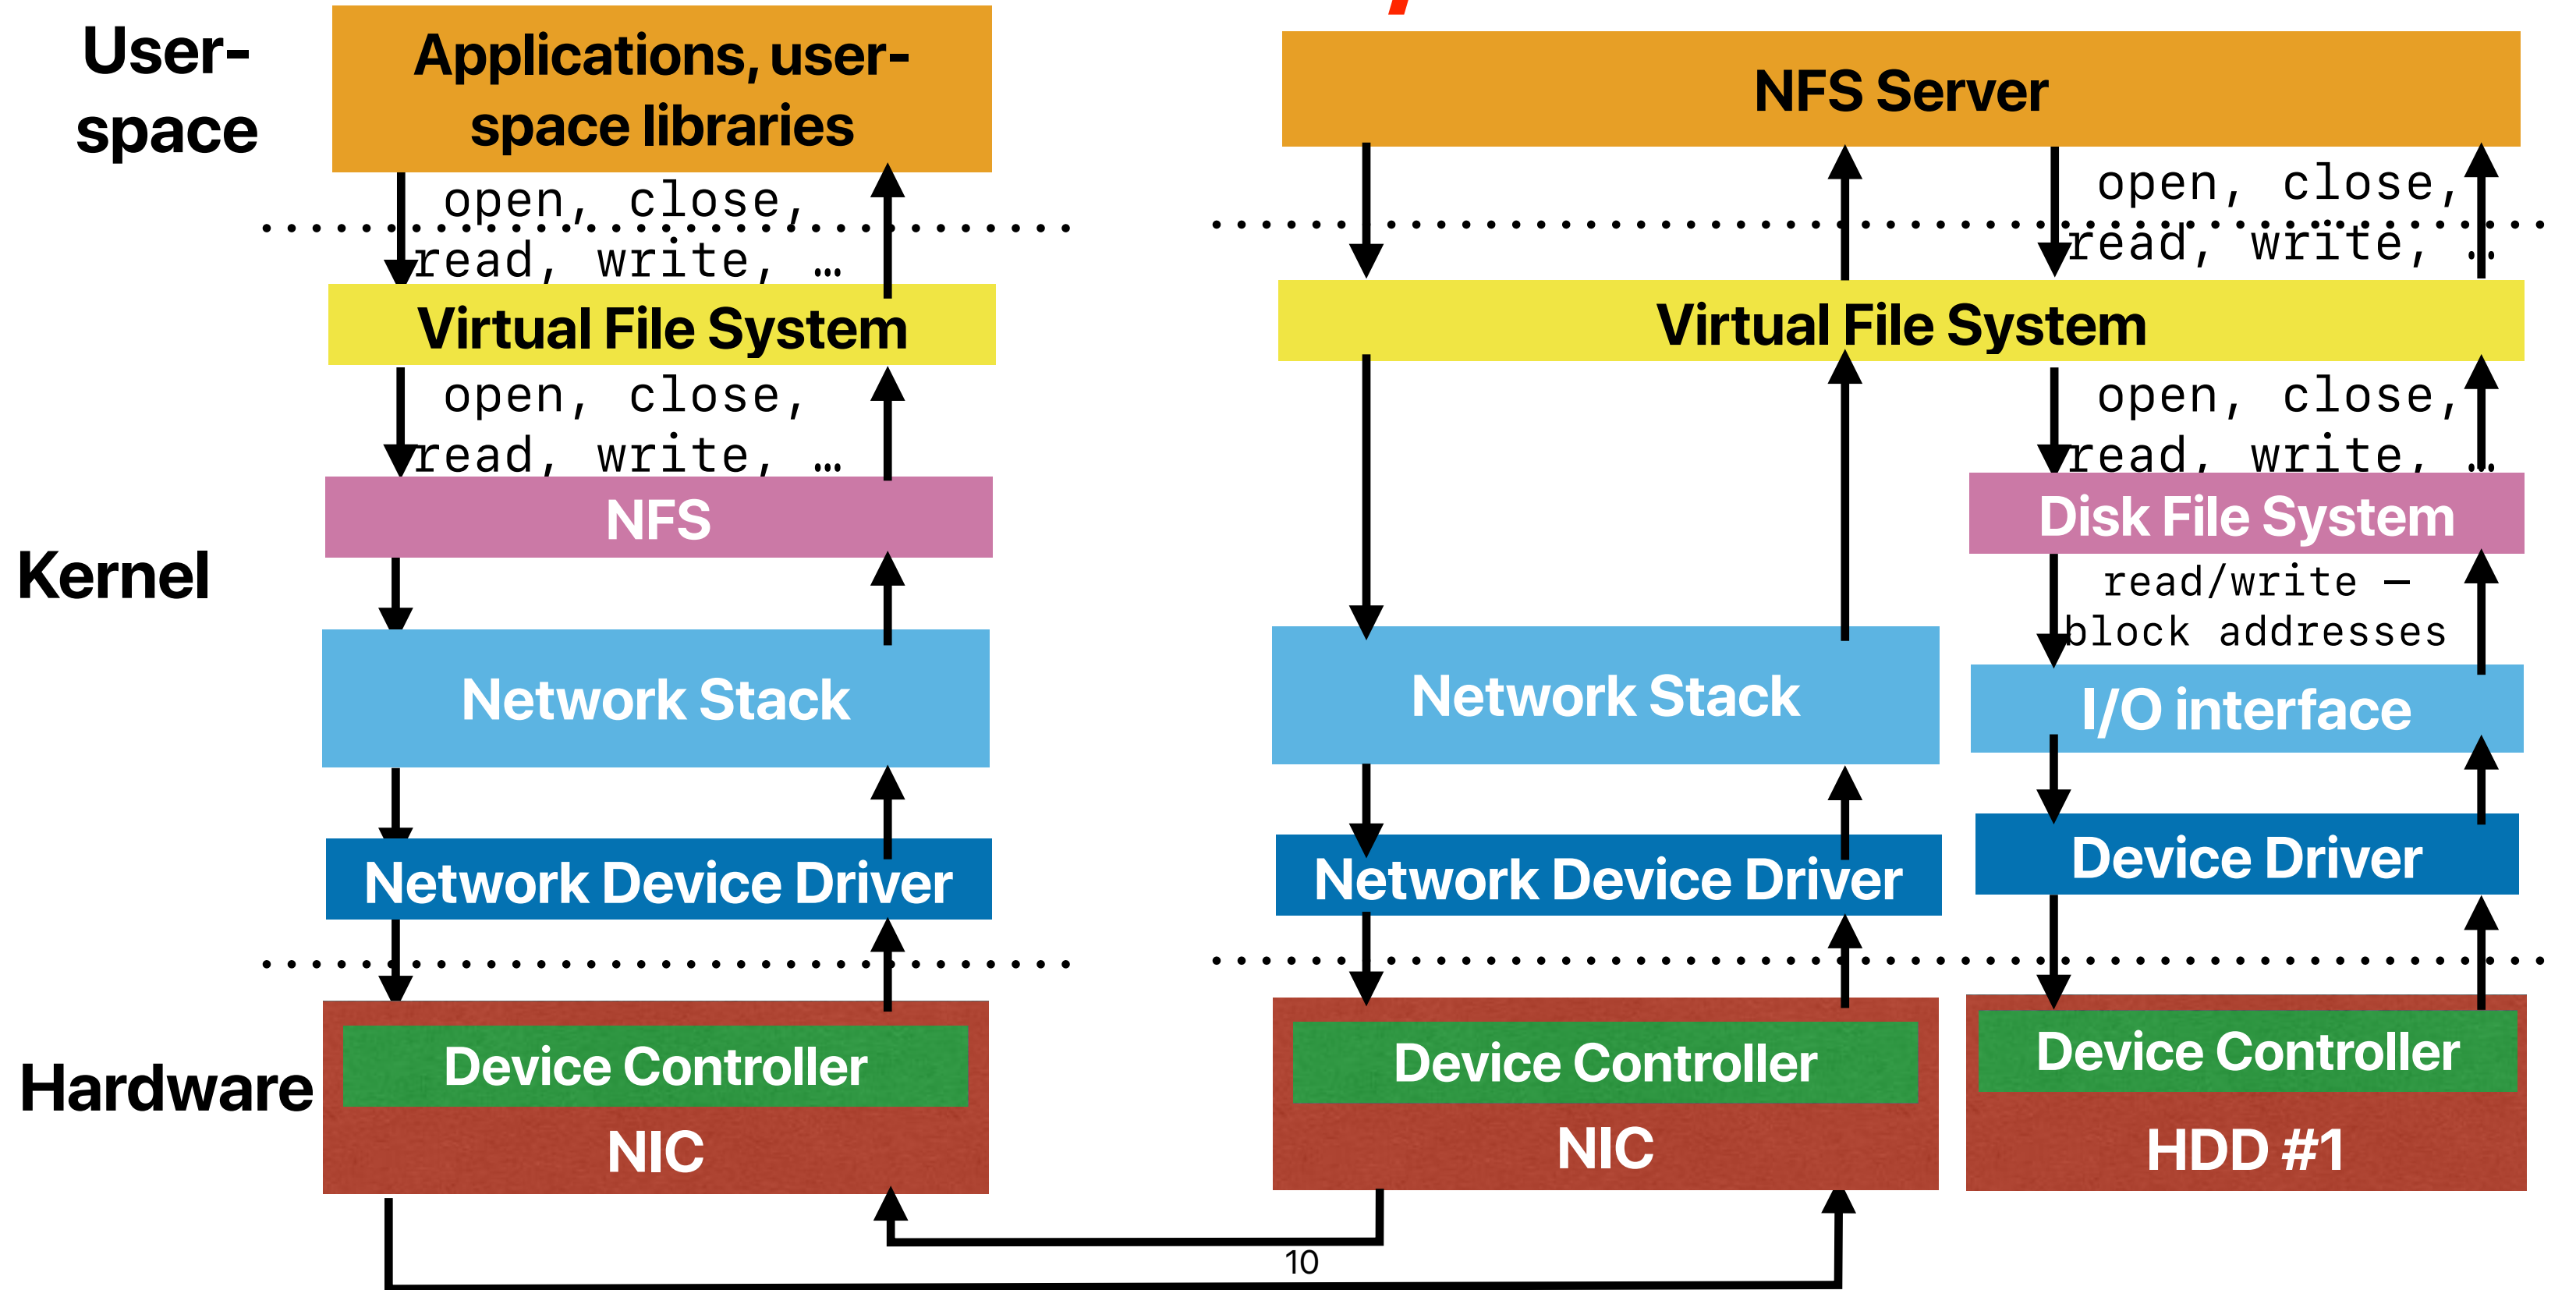 User-
space
Applications, user-
space libraries
open, close,
read, write, …
Virtual File System
open, close,
read, write, …
NFS
Kernel
Network Stack
Network Device Driver
Hardware
Device Controller
NIC
NFS Server
open, close,
read, write, …
Virtual File System
open, close,
read, write, …
Disk File System
read/write —
block addresses
Network Stack
I/O interface
Network Device Driver
Device Driver
Device Controller
NIC
Device Controller
HDD #1
10